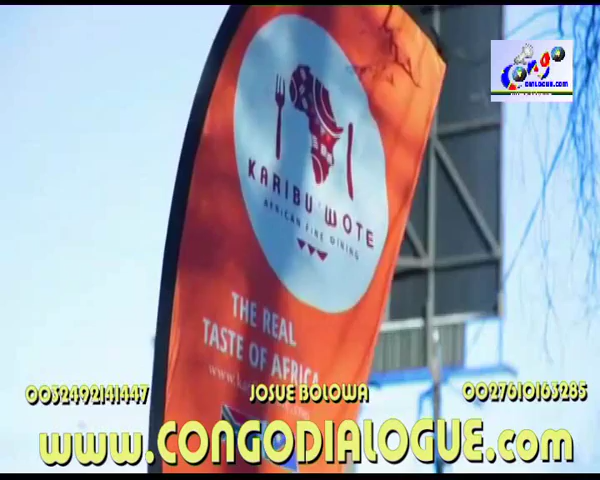 KARIBU WOTE
AFRICAN FINE DINING
THE REAL
TASTE OF AFRICA
0032492141447
JOSUE BOLOWA
0027610163285
www.CONGODIALOGUE.com